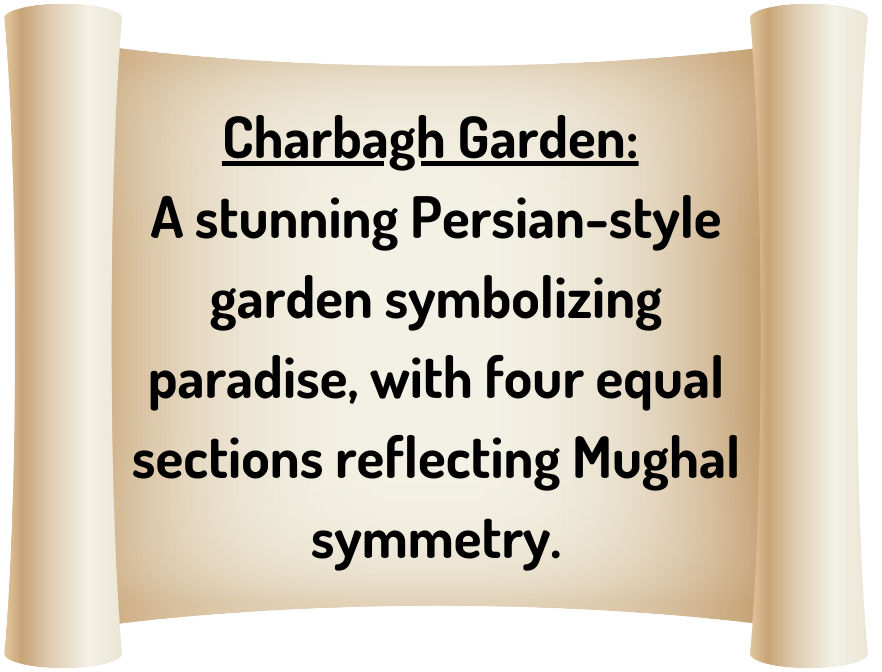 Charbagh Garden:
A stunning Persian-style
garden symbolizing
paradise, with four equal
sections reflecting Mughal
symmetry.